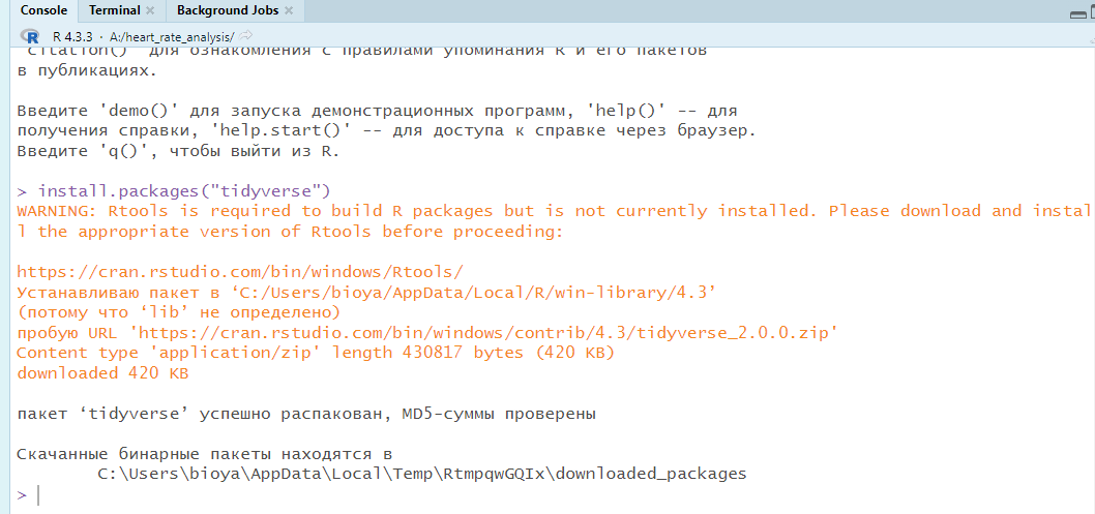 Console Terminal Background Jobs
R 4.3.3 · A:/heart_rate_analysis/
'citation()' для ознакомления с правилами упоминания R и его пакетов
в публикациях.
Введите 'demo()' для запуска демонстрационных программ, 'help()' -- для
получения справки, 'help.start()' -- для доступа к справке через браузер.
Введите 'q()', чтобы выйти из R.
> install.packages("tidyverse")
WARNING: Rtools is required to build R packages but is not currently installed. Please download and instal
l the appropriate version of Rtools before proceeding:
https://cran.rstudio.com/bin/windows/Rtools/
Устанавливаю пакет в ‘C:/Users/bioya/AppData/Local/R/win-library/4.3’
(потому что ‘lib’ не определено)
пробую URL 'https://cran.rstudio.com/bin/windows/contrib/4.3/tidyverse_2.0.0.zip'
Content type 'application/zip' length 430817 bytes (420 KB)
downloaded 420 KB
пакет ‘tidyverse’ успешно распакован, MD5-суммы проверены
Скачанные бинарные пакеты находятся в
C:\Users\bioya\AppData\Local\Temp\RtmpqwGQIx\downloaded_packages
>